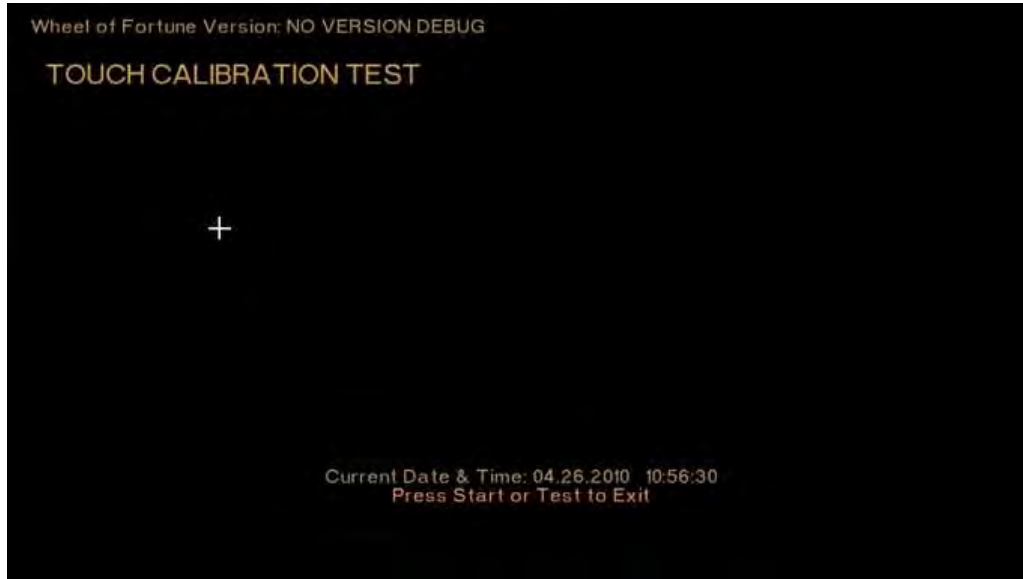 Wheel of Fortune Version: NO VERSION DEBUG
TOUCH CALIBRATION TEST
Current Date & Time: 04.26.2010 10:56:30
Press Start or Test to Exit